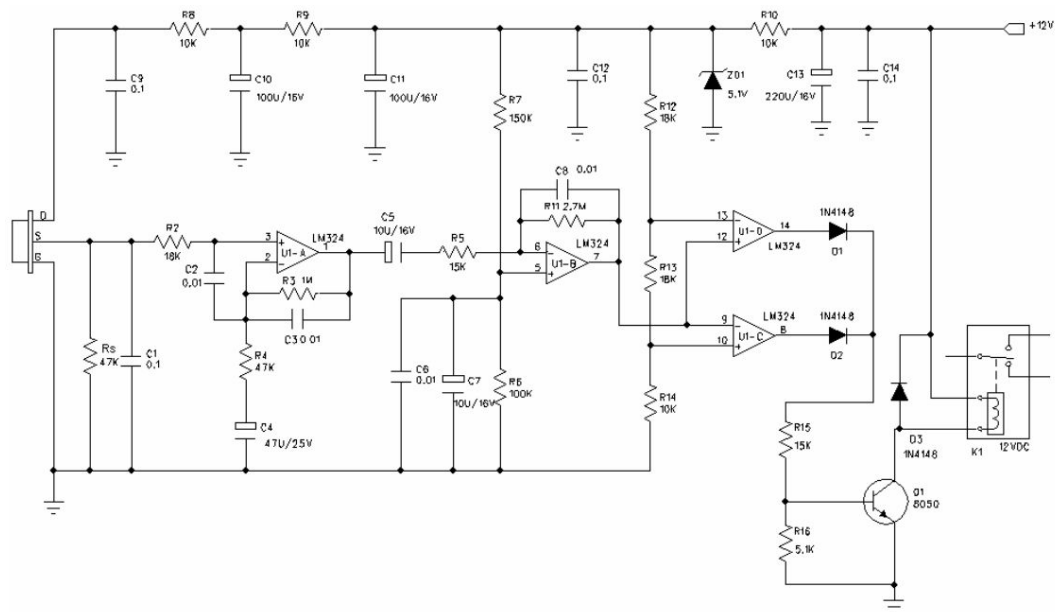 R8
10K
R9
10K
R10
10K
+12V
C9
0.1
C10
100U/16V
C11
100U/16V
C12
0.1
ZD1
5.1V
C13
220U/16V
C14
0.1
R7
150K
R12
18K
C8 0.01
R11 2.7M
D
S
G
R2
18K
C2
0.01
3
2
+
-
U1-A
LM324
1
R3 1M
C3 0.01
C5
10U/16V
R5
15K
6
5
-
+
U1-B
LM324
7
R13
18K
13
12
-
+
U1-D
14
LM324
1N4148
D1
9
10
-
+
U1-C
LM324
8
1N4148
D2
Rs
47K
C1
0.1
R4
47K
C4
47U/25V
C6
0.01
C7
10U/16V
R6
100K
R14
10K
R15
15K
R16
5.1K
D3
1N4148
K1
12VDC
Q1
8050